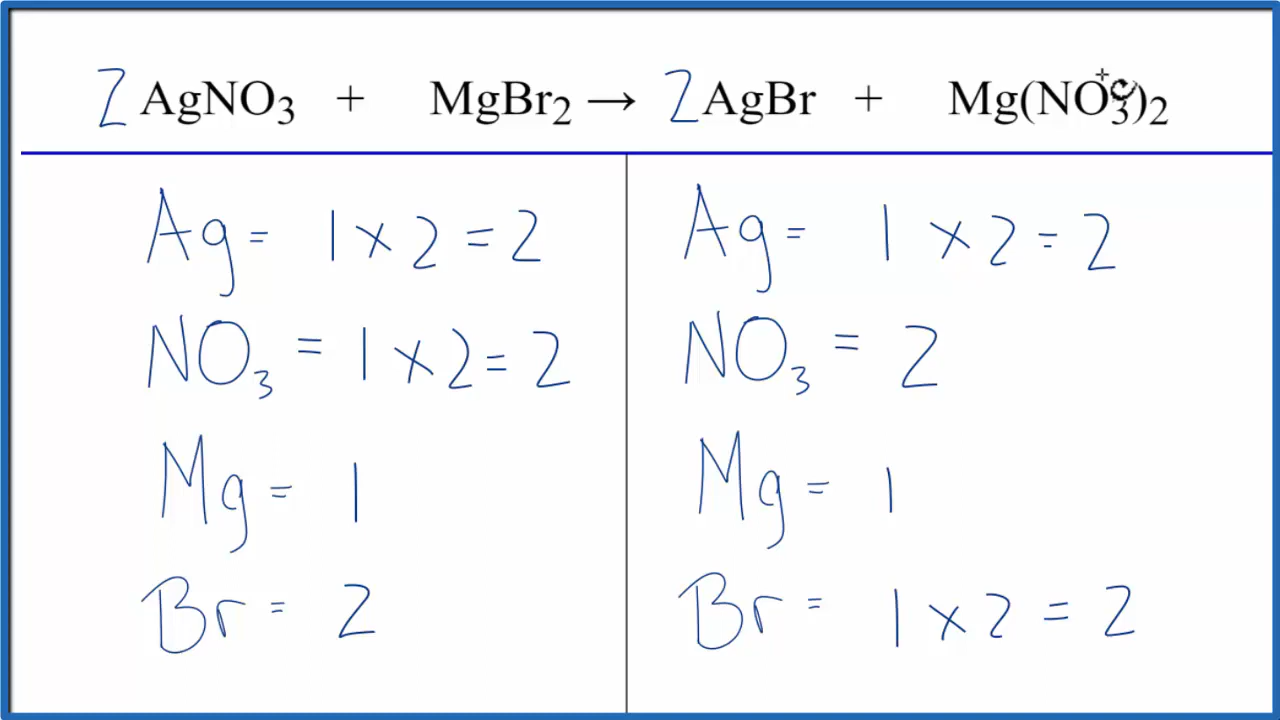 2 AgNO3 + MgBr2 → 2 AgBr + Mg(NO3)2
Ag = 1 x 2 = 2
NO3 = 1 x 2 = 2
Mg = 1
Br = 2
Ag = 1 x 2 = 2
NO3 = 2
Mg = 1
Br = 1 x 2 = 2